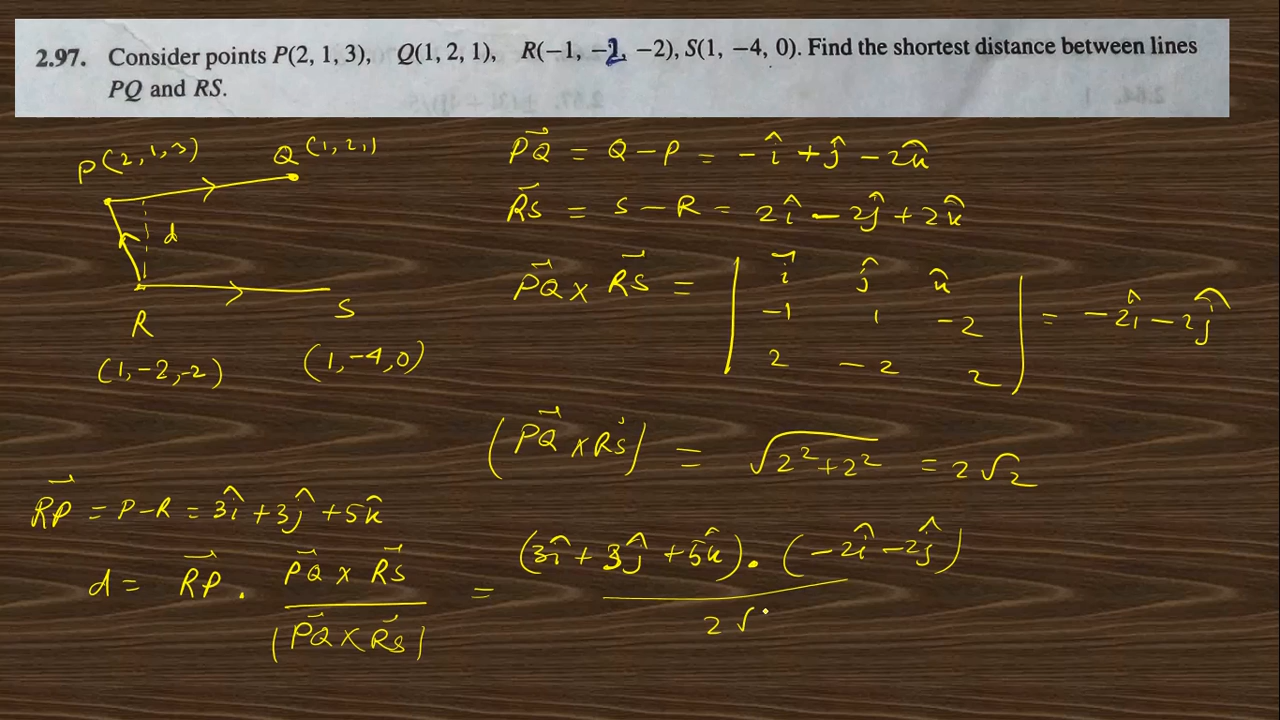 2.97. Consider points P(2, 1, 3), Q(1, 2, 1), R(−1, −2, −2), S(1, −4, 0). Find the shortest distance between lines
PQ and RS.
P(2,1,3) Q(1,2,1)
d
R S
(1,-2,-2) (1,-4,0)
PQ⃗ = Q-P = -î + ĵ - 2k̂
RS⃗ = S-R = 2î - 2ĵ + 2k̂
PQ⃗ × RS⃗ = | i⃗ ĵ k̂
-1 1 -2
2 -2 2 | = -2î - 2ĵ
|PQ⃗ × RS⃗| = √2²+2² = 2√2
RP⃗ = P-R = 3î + 3ĵ + 5k̂
d = RP⃗ . PQ⃗ × RS⃗ / |PQ⃗ × RS⃗| = (3î + 3ĵ + 5k̂) . (-2î - 2ĵ) / 2√